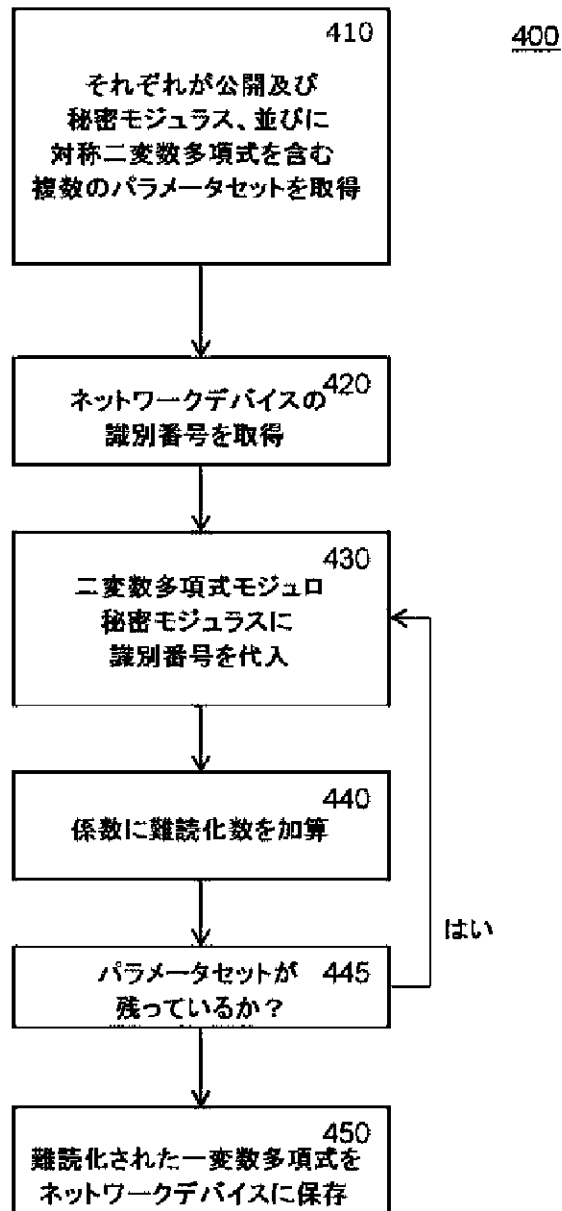 400
410
それぞれが公開及び
秘密モジュラス、並びに
対称二変数多項式を含む
複数のパラメータセットを取得
420
ネットワークデバイスの
識別番号を取得
430
二変数多項式モジュロ
秘密モジュラスに
識別番号を代入
440
係数に難読化数を加算
はい
445
パラメータセットが
残っているか？
450
難読化された一変数多項式を
ネットワークデバイスに保存